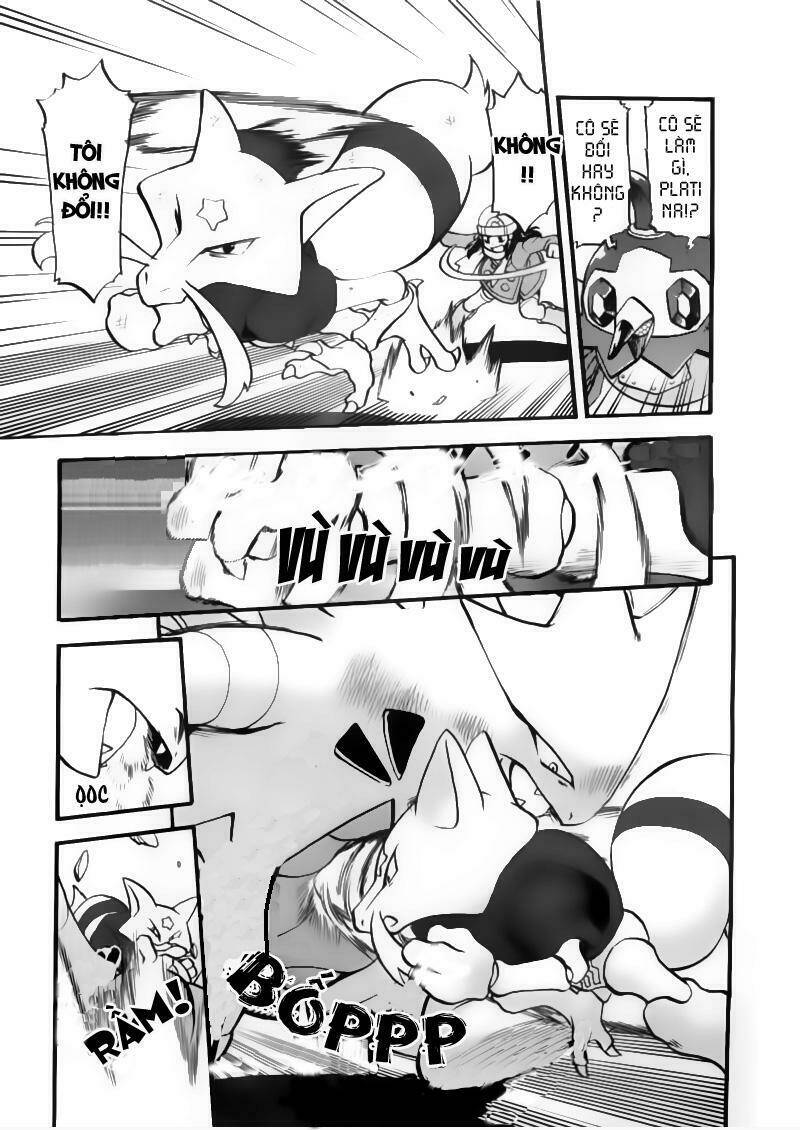 CÔ SẼ
LÀM
GÌ,
PLATI
NA!?
CÔ SẼ
ĐỔI
HAY
KHÔNG
?
KHÔNG
!!
TÔI
KHÔNG
ĐỔI!!
VÙ VÙ VÙ VÙ
ỌOC
BỐPPP
RẦM!